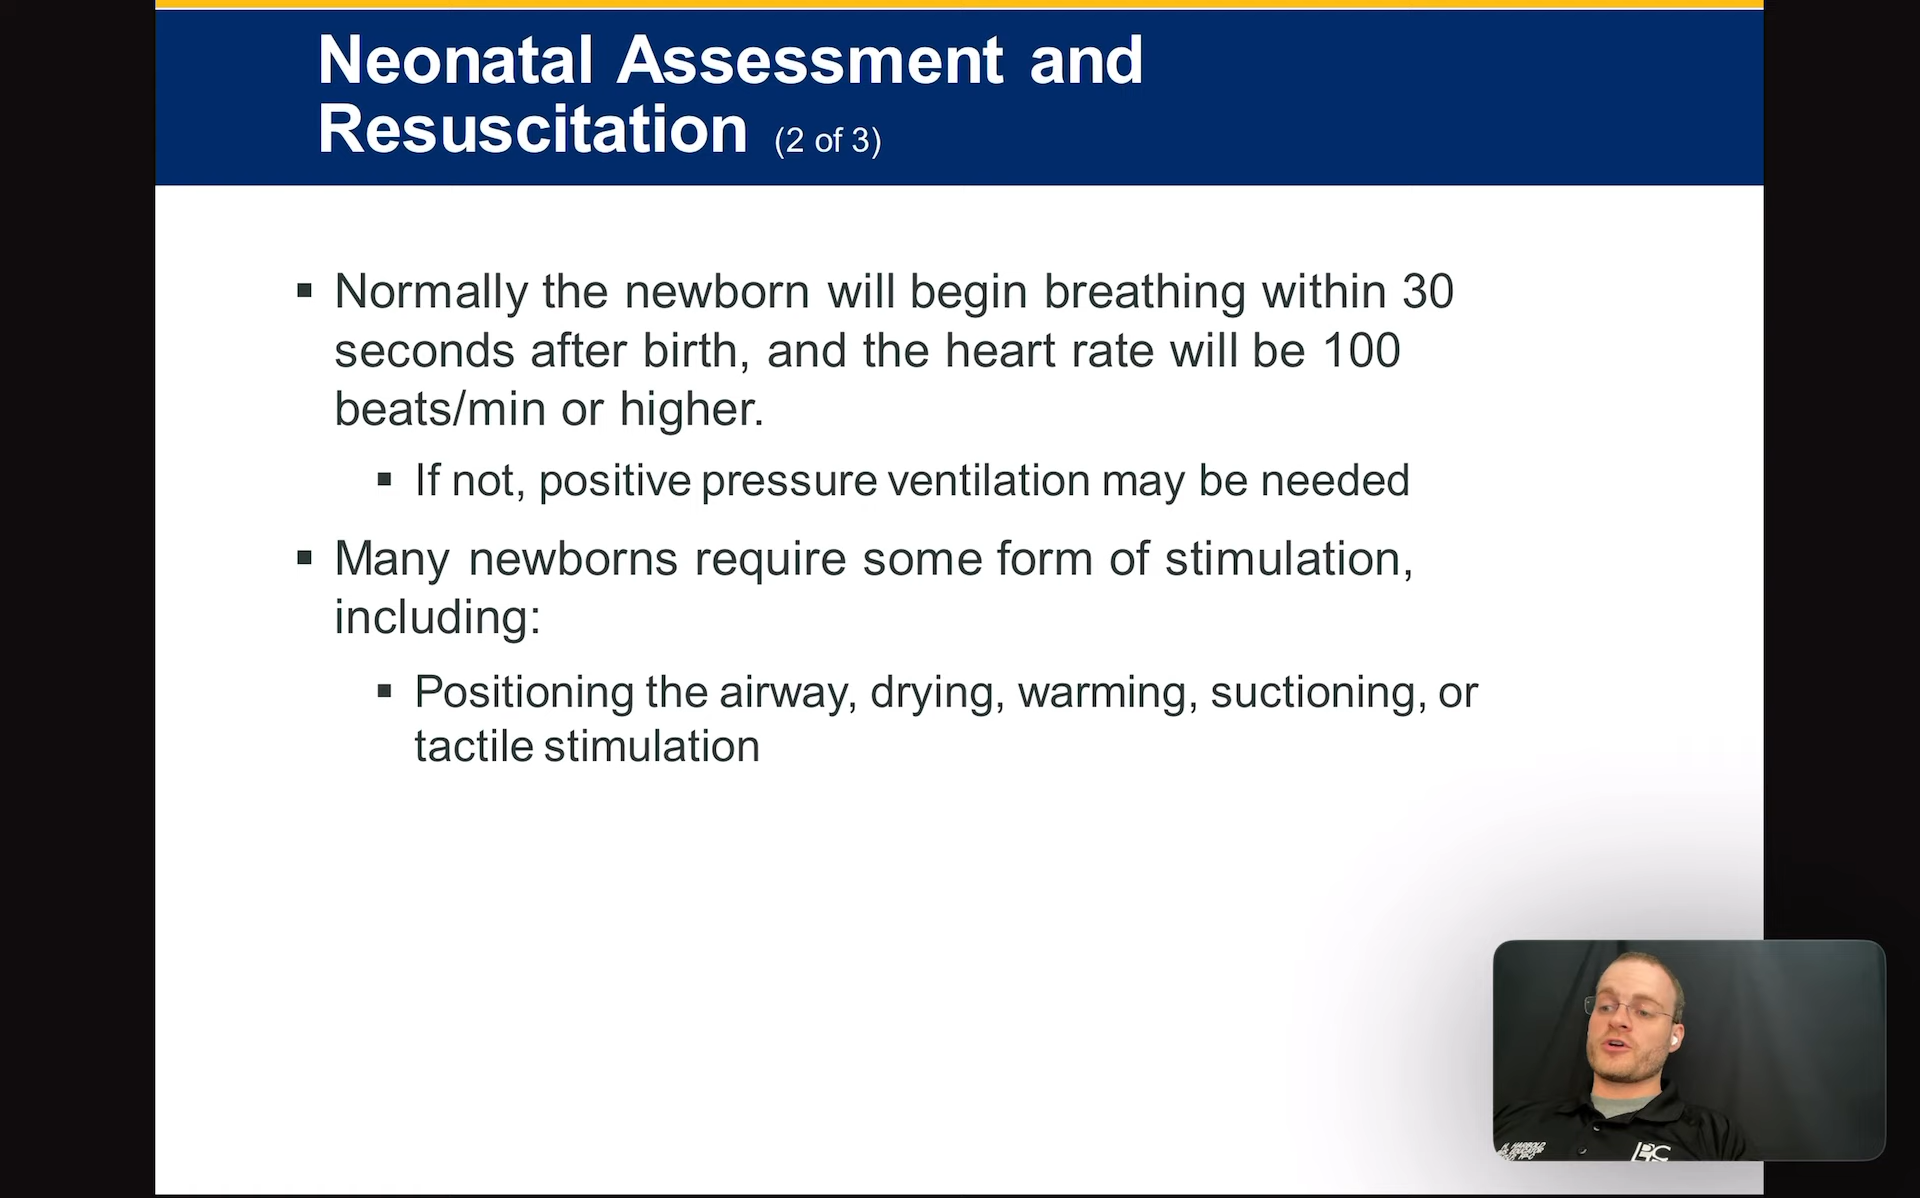 Neonatal Assessment and
Resuscitation (2 of 3)
▪ Normally the newborn will begin breathing within 30
seconds after birth, and the heart rate will be 100
beats/min or higher.
▪ If not, positive pressure ventilation may be needed
▪ Many newborns require some form of stimulation,
including:
▪ Positioning the airway, drying, warming, suctioning, or
tactile stimulation